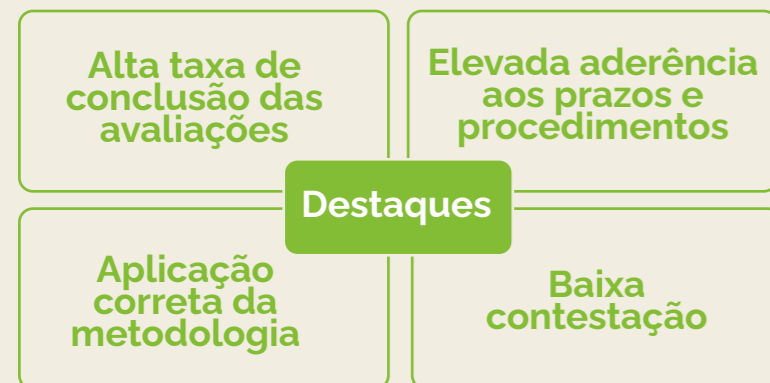 Alta taxa de
conclusão das
avaliações
Elevada aderência
aos prazos e
procedimentos
Destaques
Aplicação
correta da
metodologia
Baixa
contestação